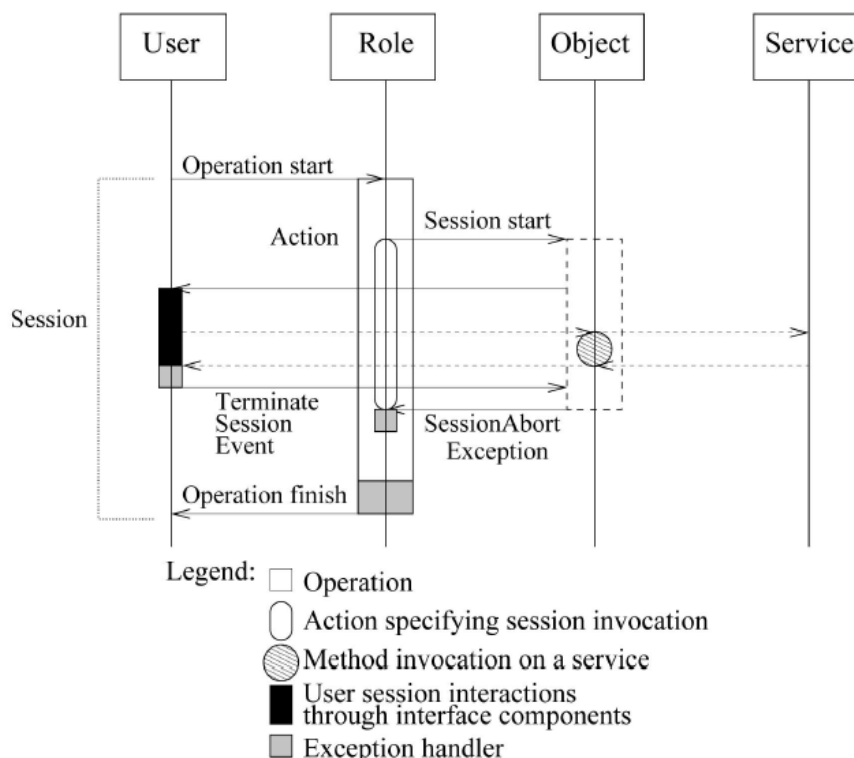 User
Role
Object
Service
Operation start
Session start
Action
Session
Terminate
Session
Event
SessionAbort
Exception
Operation finish
Legend:
Operation
Action specifying session invocation
Method invocation on a service
User session interactions
through interface components
Exception handler